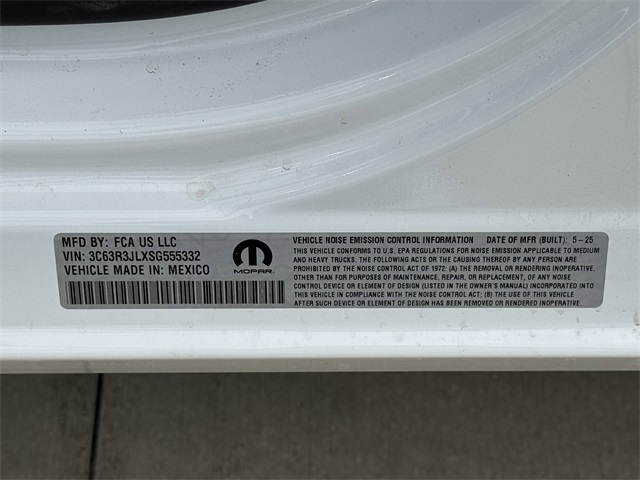 MFD BY: FCA US LLC
VIN: 3C63R3JLXSG555332
VEHICLE MADE IN: MEXICO
MOPAR
VEHICLE NOISE EMISSION CONTROL INFORMATION DATE OF MFR (BUILT): 5-25
THIS VEHICLE CONFORMS TO U.S. EPA REGULATIONS FOR NOISE EMISSION APPLICABLE TO MEDIUM
AND HEAVY TRUCKS. THE FOLLOWING ACTS OR THE CAUSING THEREOF BY ANY PERSON ARE
PROHIBITED BY THE NOISE CONTROL ACT OF 1972: (A) THE REMOVAL OR RENDERING INOPERATIVE,
OTHER THAN FOR PURPOSES OF MAINTENANCE, REPAIR, OR REPLACEMENT, OF ANY NOISE
CONTROL DEVICE OR ELEMENT OF DESIGN (LISTED IN THE OWNER'S MANUAL) INCORPORATED INTO
THIS VEHICLE IN COMPLIANCE WITH THE NOISE CONTROL ACT; (B) THE USE OF THIS VEHICLE
AFTER SUCH DEVICE OR ELEMENT OF DESIGN HAS BEEN REMOVED OR RENDERED INOPERATIVE